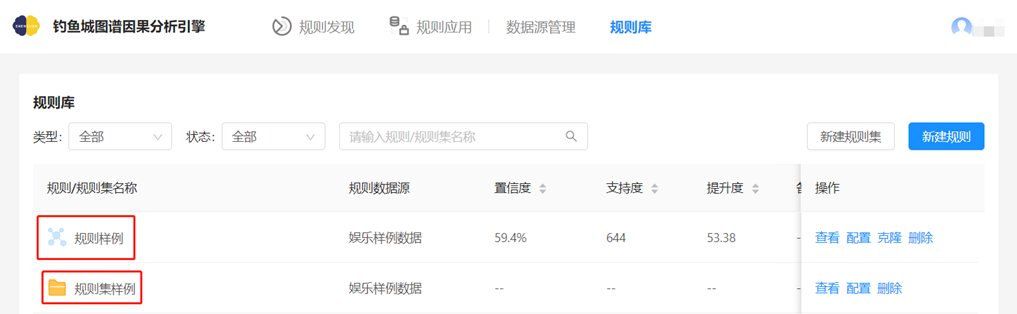 钓鱼城图谱因果分析引擎 规则发现 规则应用 数据源管理 规则库
规则库
类型: 全部 状态: 全部 请输入规则/规则集名称 新建规则集 新建规则
规则/规则集名称 规则数据源 置信度 支持度 提升度 操作
规则样例 娱乐样例数据 59.4% 644 53.38 - 查看 配置 克隆 删除
规则集样例 娱乐样例数据 -- -- -- - 查看 配置 删除